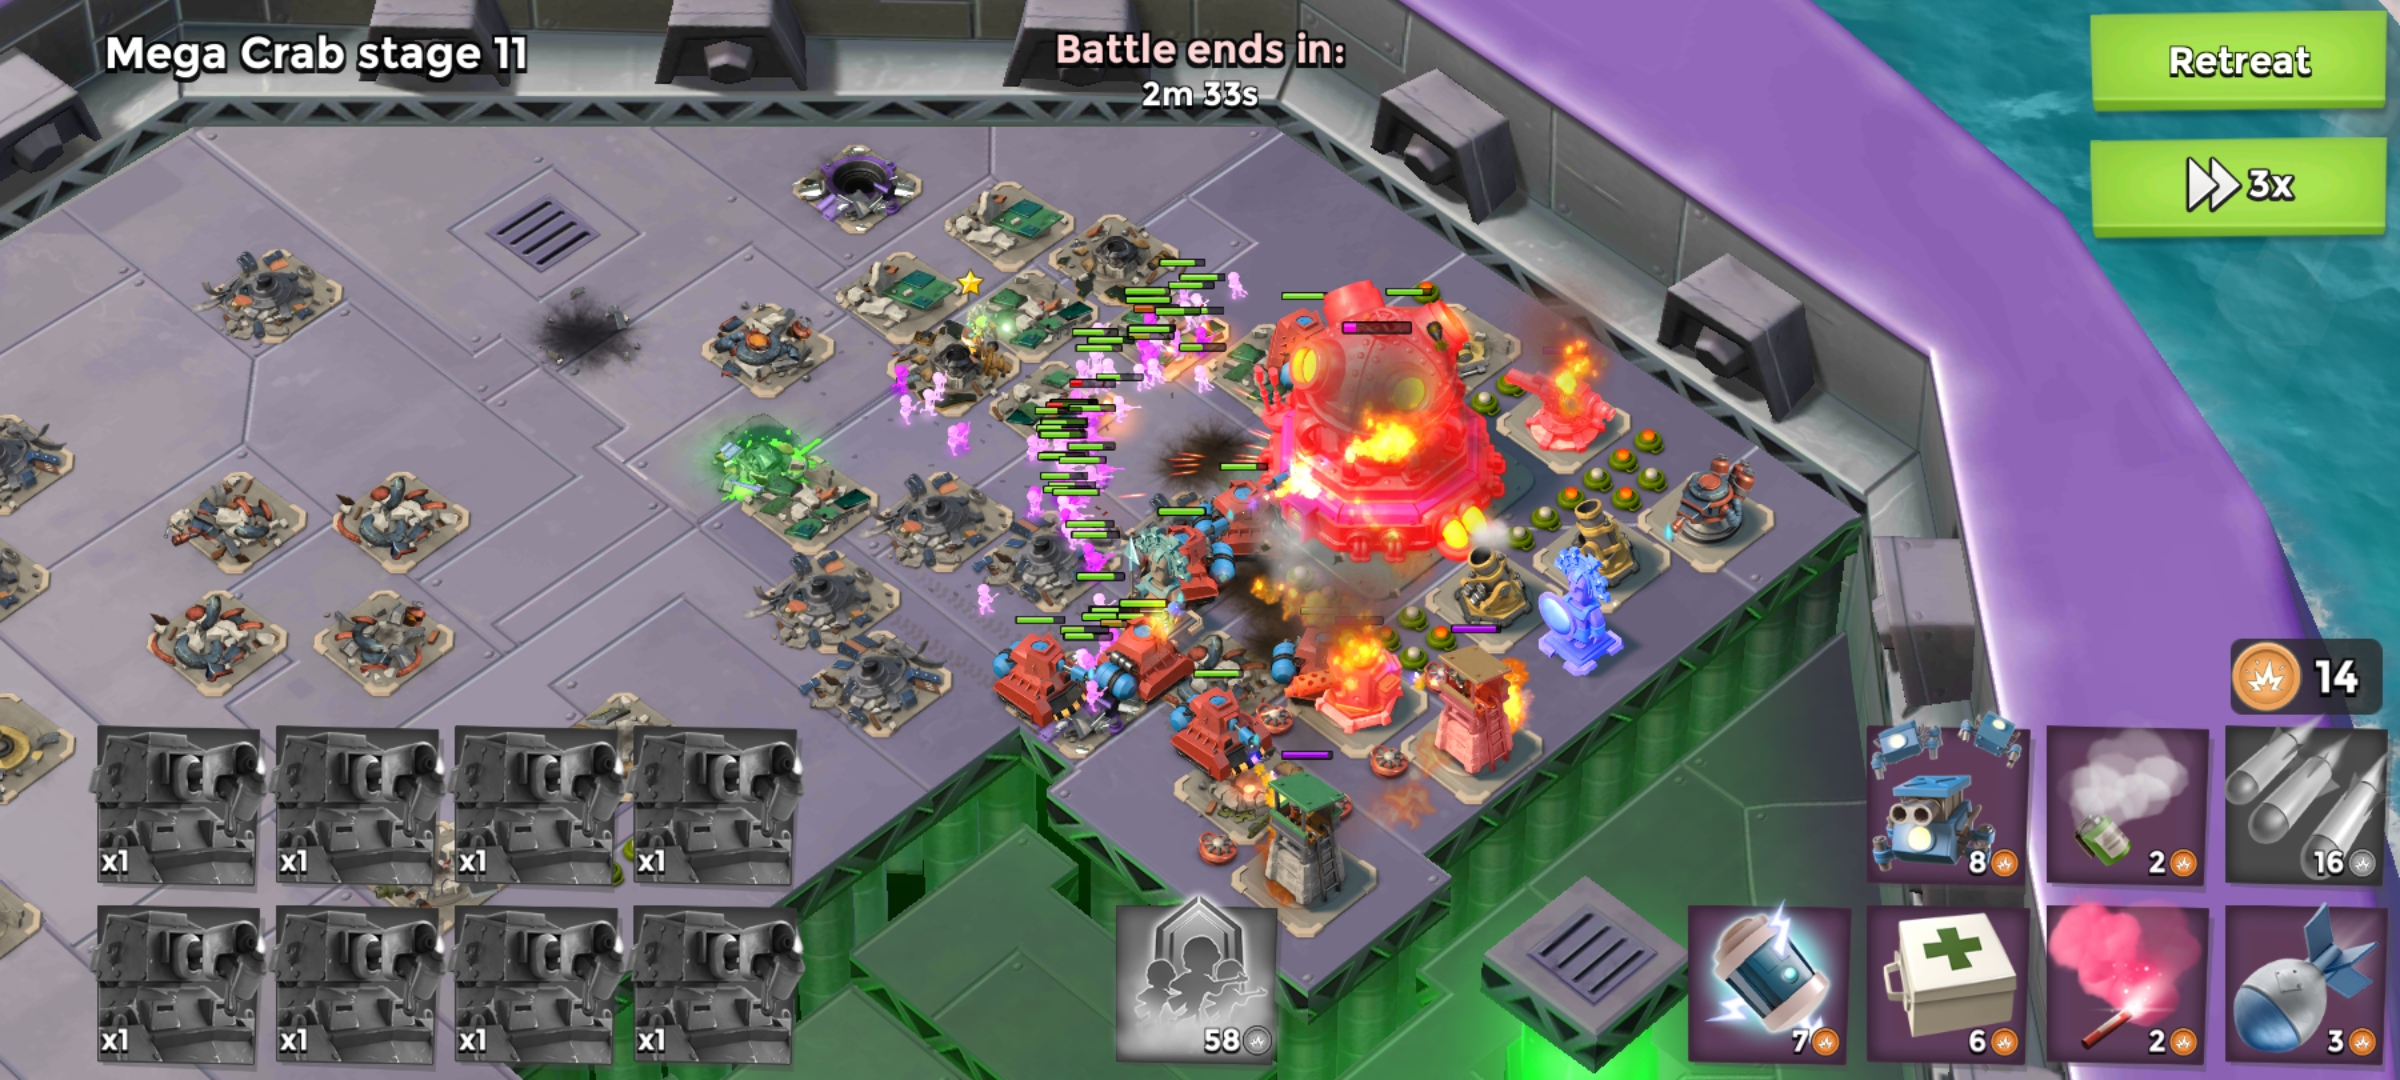 Mega Crab stage 11
Battle ends in:
2m 33s
Retreat
3x
14
8
2
16
x1
x1
x1
x1
x1
x1
x1
x1
58
7
6
2
3